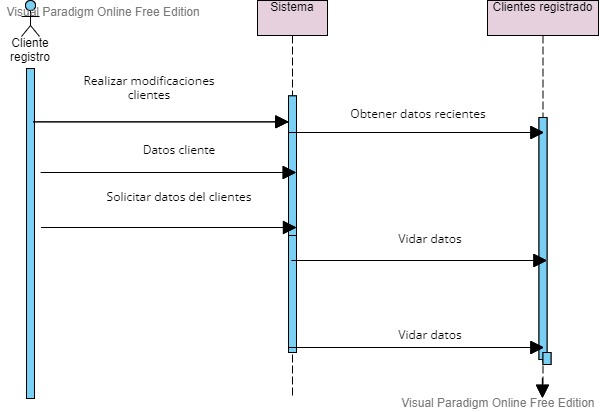 Visual Paradigm Online Free Edition
Sistema
Clientes registrado
Cliente
registro
Realizar modificaciones
clientes
Obtener datos recientes
Datos cliente
Solicitar datos del clientes
Vidar datos
Vidar datos
Visual Paradigm Online Free Edition